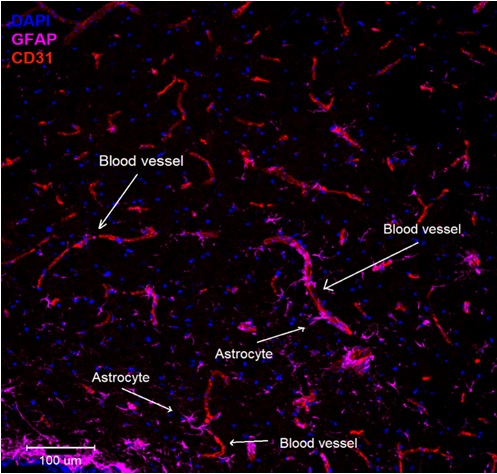 DAPI
GFAP
CD31
Blood vessel
Blood vessel
Astrocyte
Astrocyte
Blood vessel
100 um